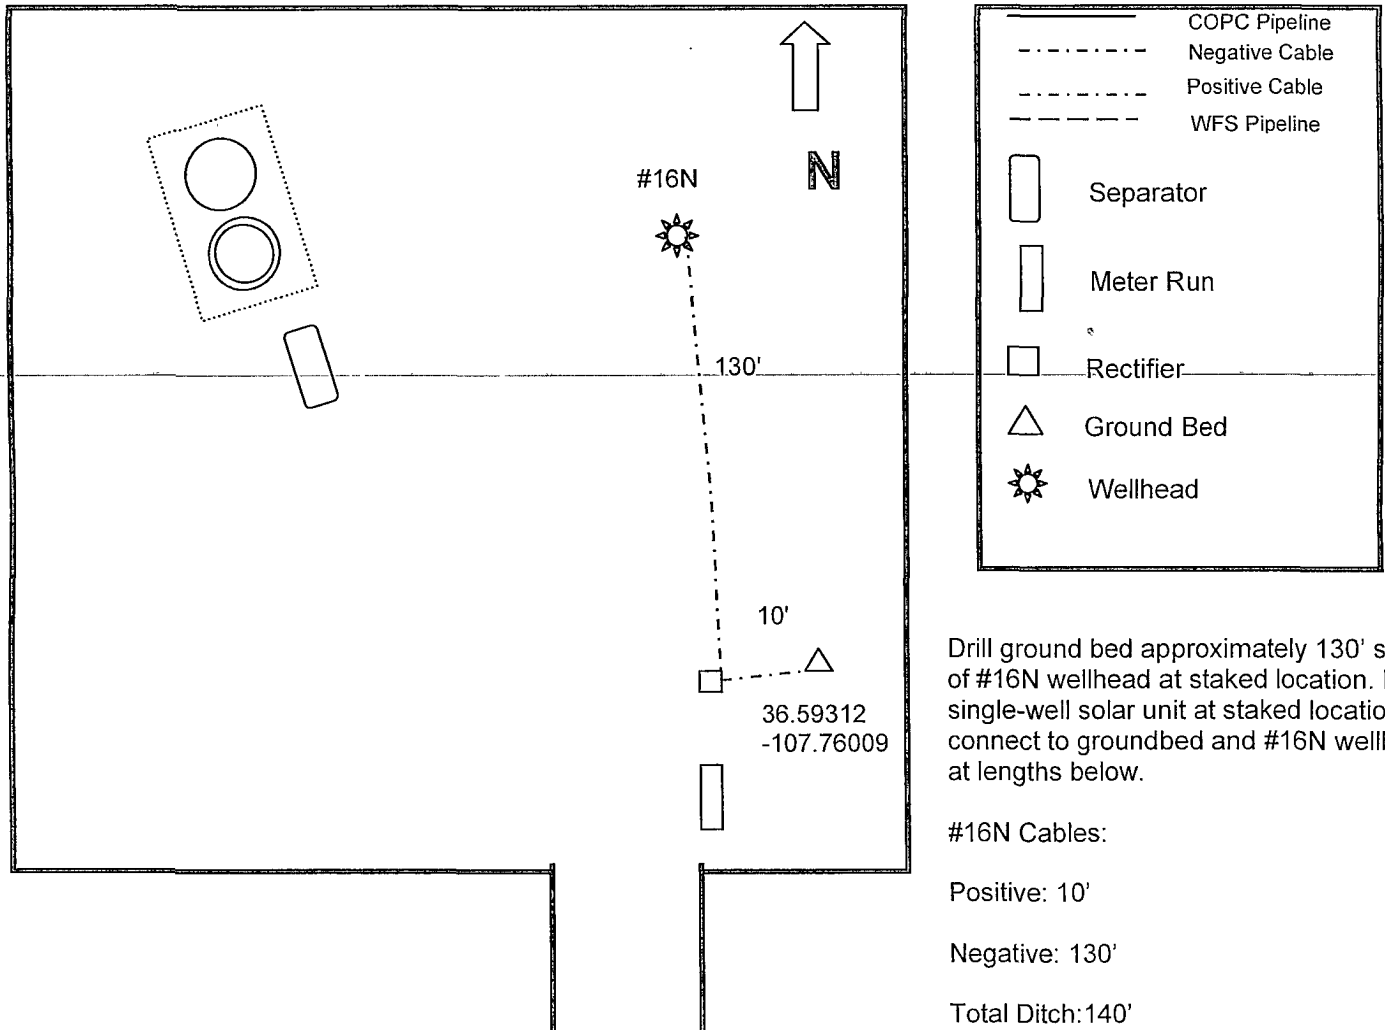 N
#16N
130'
10'
36.59312
-107.76009
COPC Pipeline
Negative Cable
Positive Cable
WFS Pipeline
Separator
Meter Run
Rectifier
Ground Bed
Wellhead
Drill ground bed approximately 130'
of #16N wellhead at staked location.
single-well solar unit at staked
connect to groundbed and #16N
at lengths below.
#16N Cables:
Positive: 10'
Negative: 130'
Total Ditch:140'